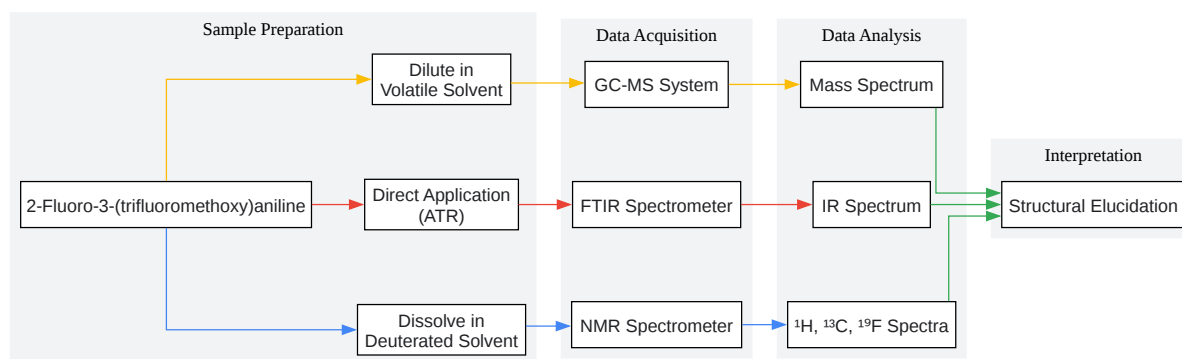 Sample Preparation
Data Acquisition
Data Analysis
Dilute in
Volatile Solvent
GC-MS System
Mass Spectrum
Interpretation
2-Fluoro-3-(trifluoromethoxy)aniline
Direct Application
(ATR)
FTIR Spectrometer
IR Spectrum
Structural Elucidation
Dissolve in
Deuterated Solvent
NMR Spectrometer
¹H, ¹³C, ¹⁹F Spectra